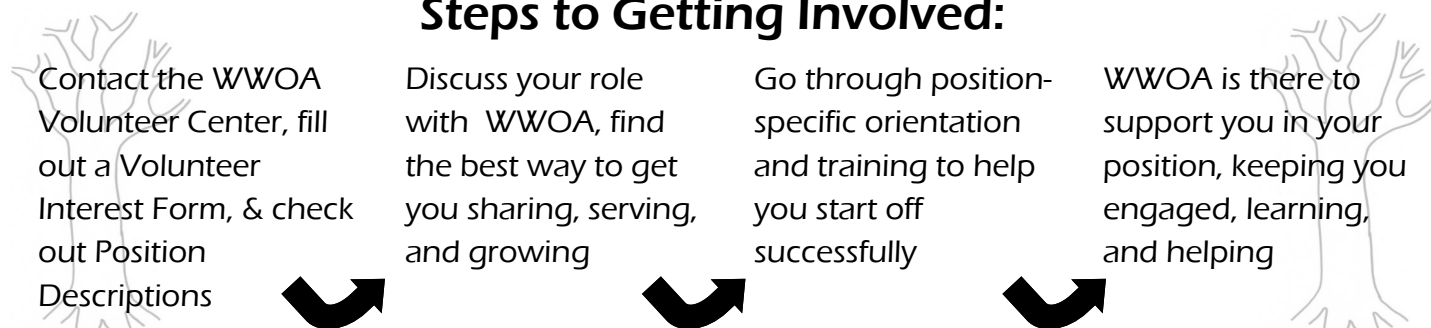 Steps to Getting Involved:
Contact the WWOA
Volunteer Center, fill
out a Volunteer
Interest Form, & check
out Position
Descriptions
Discuss your role
with WWOA, find
the best way to get
you sharing, serving,
and growing
Go through position-
specific orientation
and training to help
you start off
successfully
WWOA is there to
support you in your
position, keeping you
engaged, learning,
and helping